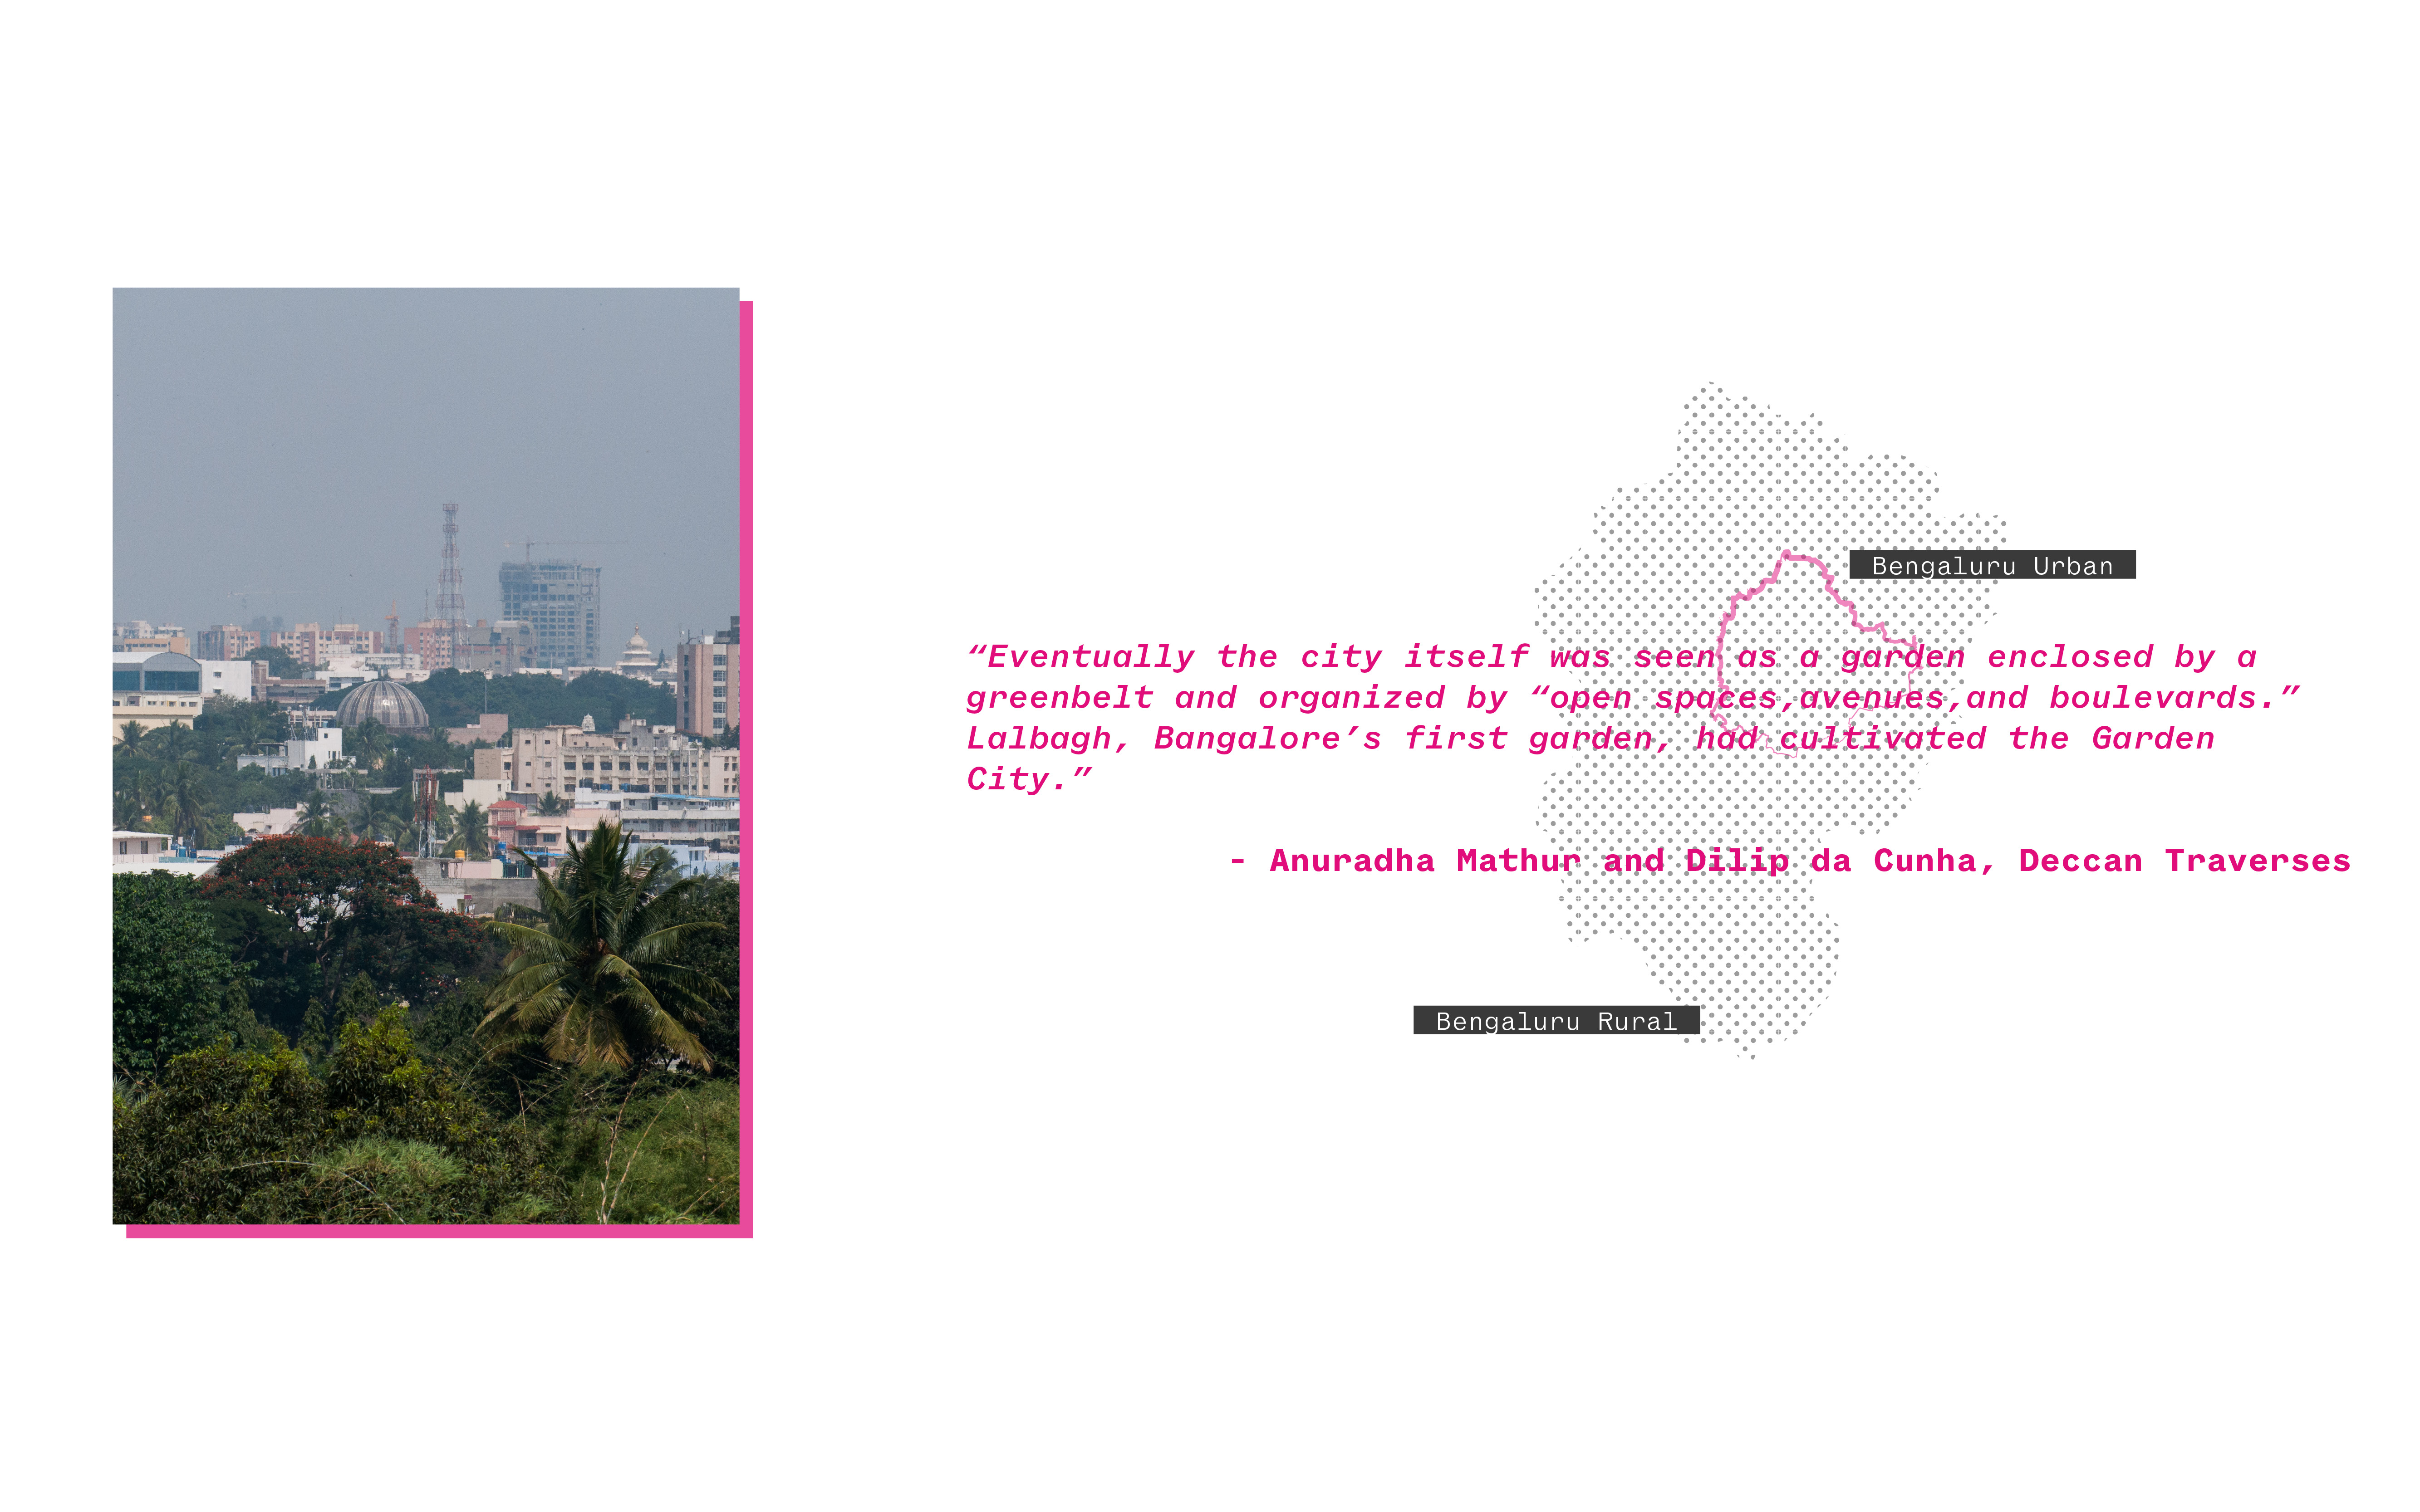 Bengaluru Urban
“Eventually the city itself was seen as a garden enclosed by a
greenbelt and organized by “open spaces,avenues,and boulevards.”
Lalbagh, Bangalore’s first garden, had cultivated the Garden
City.”
- Anuradha Mathur and Dilip da Cunha, Deccan Traverses
Bengaluru Rural